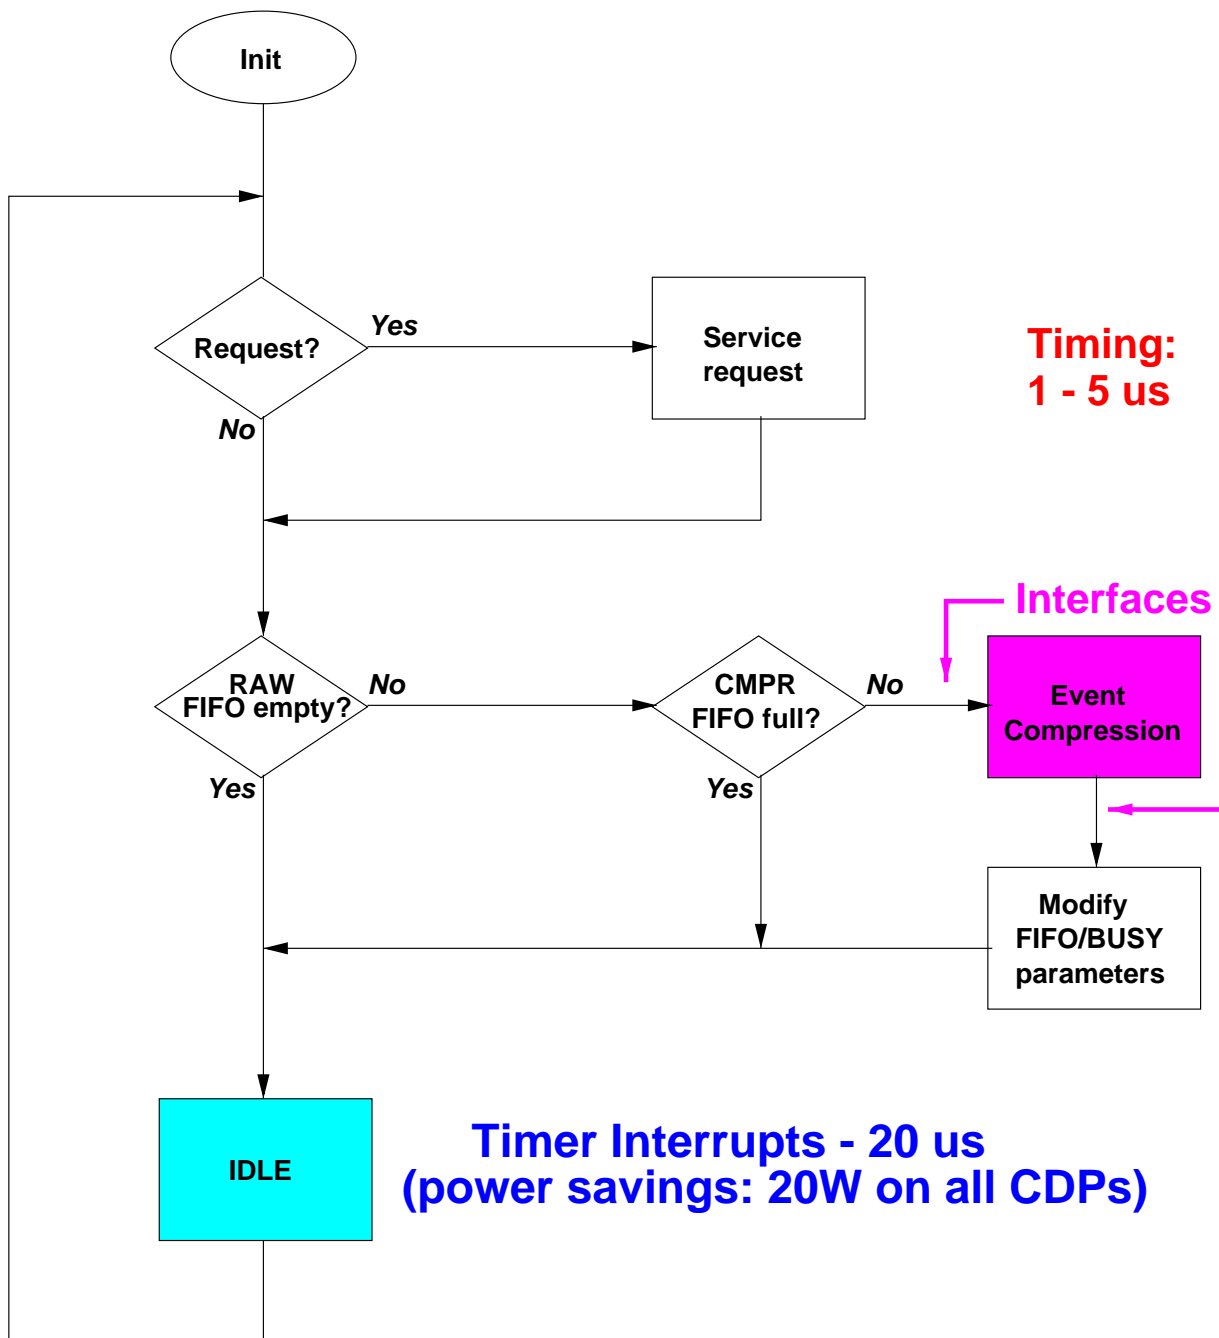 Init
Yes
Request?
No
Service
request
Timing:
1 - 5 us
Interfaces
RAW
FIFO empty?
No
Yes
CMPR
FIFO full?
No
Yes
Event
Compression
Modify
FIFO/BUSY
parameters
IDLE
Timer Interrupts - 20 us
(power savings: 20W on all CDPs)